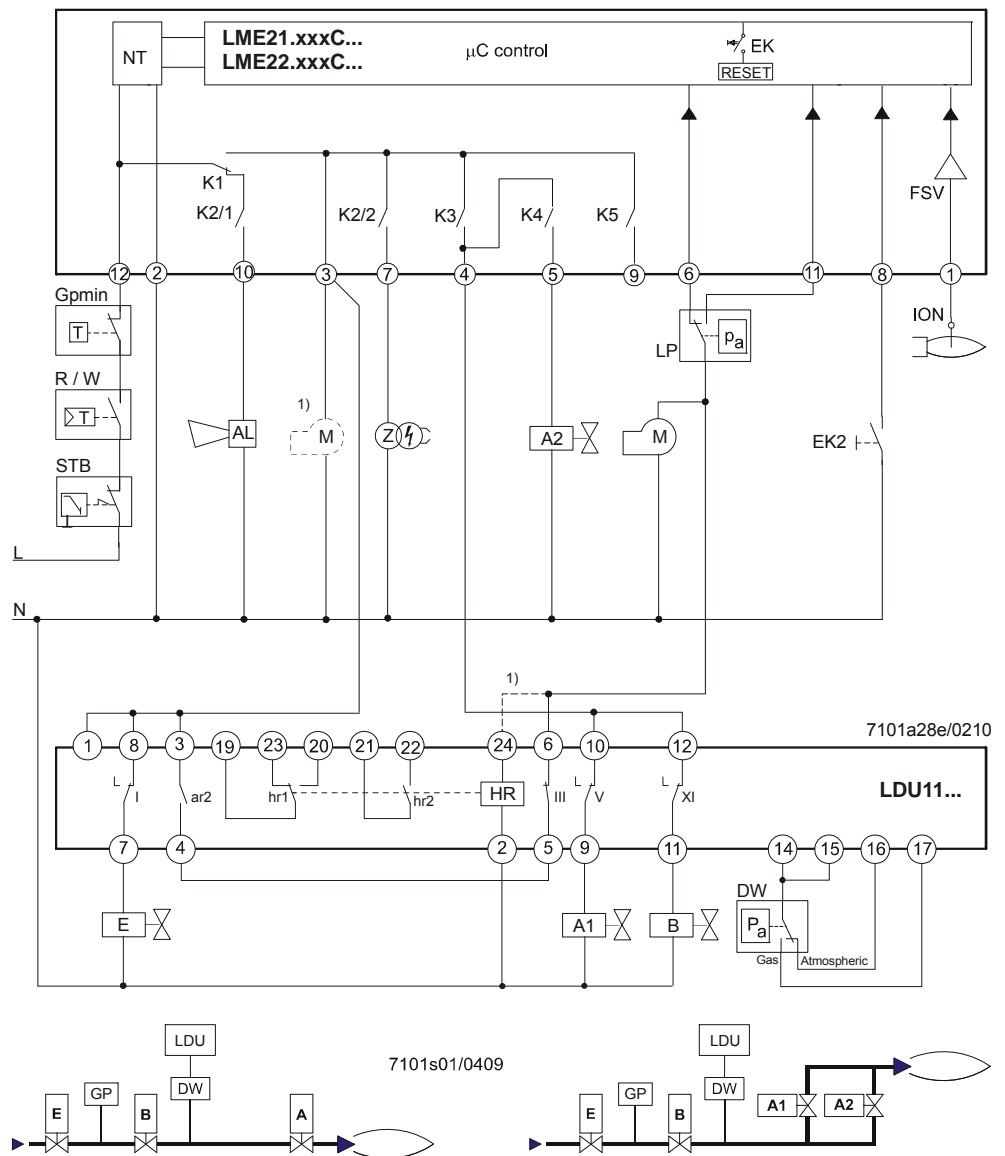 LME21.xxxC...
NT
µC control
EK
LME22.xxxC...
RESET
FSV
K1
K2/1
K2/2
K3
K4
K5
12
2
10
3
7
4
5
9
6
11
8
1
Gpmin
T
ION
LP
pa
R / W
1)
T
AL
M
Z
A2
M
EK2
STB
L
N
1)
7101a28e/0210
1
8
3
19
23
20
21
22
24
6
10
12
L
I
ar2
hr1
hr2
HR
III
L
V
L
XI
LDU11...
7
4
2
5
9
11
14
15
16
17
DW
E
A1
B
Pa
Gas
Atmospheric
LDU
7101s01/0409
LDU
E
GP
B
DW
A
E
GP
B
DW
A1
A2